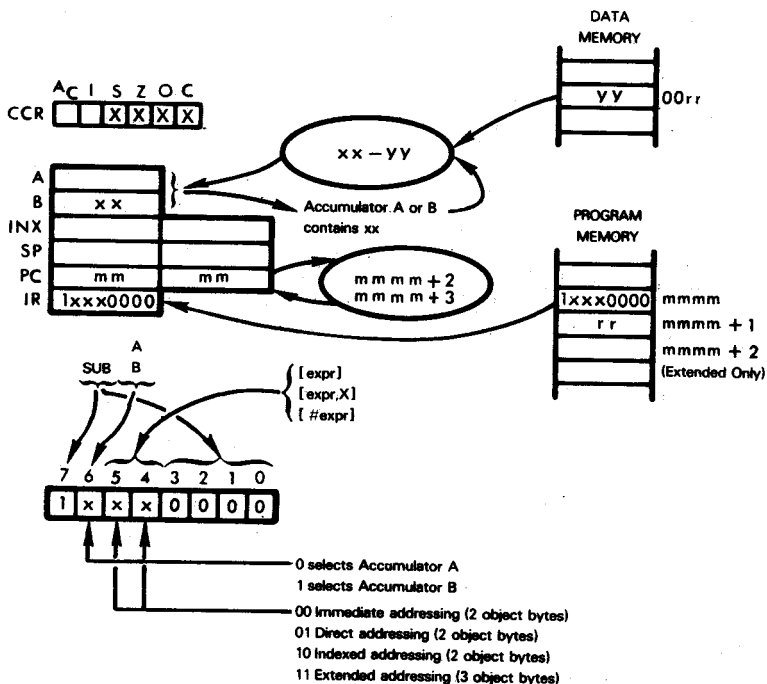 DATA
MEMORY
yy 00rr
AC I S Z O C
CCR X X X X
xx – yy
A
B xx
Accumulator A or B
contains xx
INX
SP
PC mm mm
IR 1xxx0000
mmmm + 2
mmmm + 3
PROGRAM
MEMORY
1xxx0000 mmmm
rr mmmm + 1
mmmm + 2
(Extended Only)
A
SUB B
[expr]
[expr,X]
[ #expr]
7 6 5 4 3 2 1 0
1 x x x 0 0 0 0
0 selects Accumulator A
1 selects Accumulator B
00 Immediate addressing (2 object bytes)
01 Direct addressing (2 object bytes)
10 Indexed addressing (2 object bytes)
11 Extended addressing (3 object bytes)